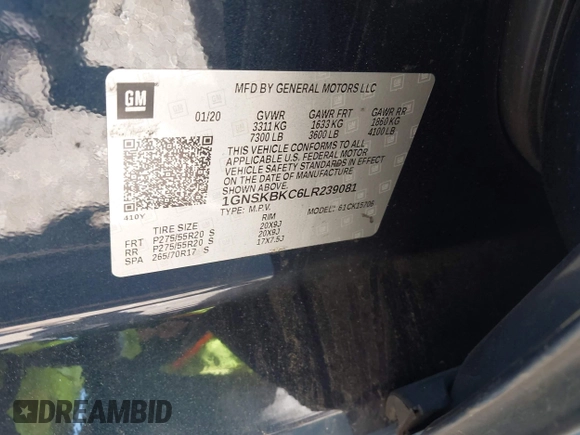 MFD BY GENERAL MOTORS LLC
GM
01/20 GVWR GAWR FRT GAWR RR
3311 KG 1633 KG 1860 KG
7300 LB 3600 LB 4100 LB
THIS VEHICLE CONFORMS TO ALL
APPLICABLE U.S. FEDERAL MOTOR
VEHICLE SAFETY STANDARDS IN EFFECT
ON THE DATE OF MANUFACTURE
SHOWN ABOVE.
1GNSKBKC6LR239081
TYPE: M.P.V. MODEL:
410Y
TIRE SIZE RIM
FRT P275/55R20 S 20X9J
RR P275/55R20 S 20X9J
SPA 265/70R17 S 17X7.5J
DREAMBID